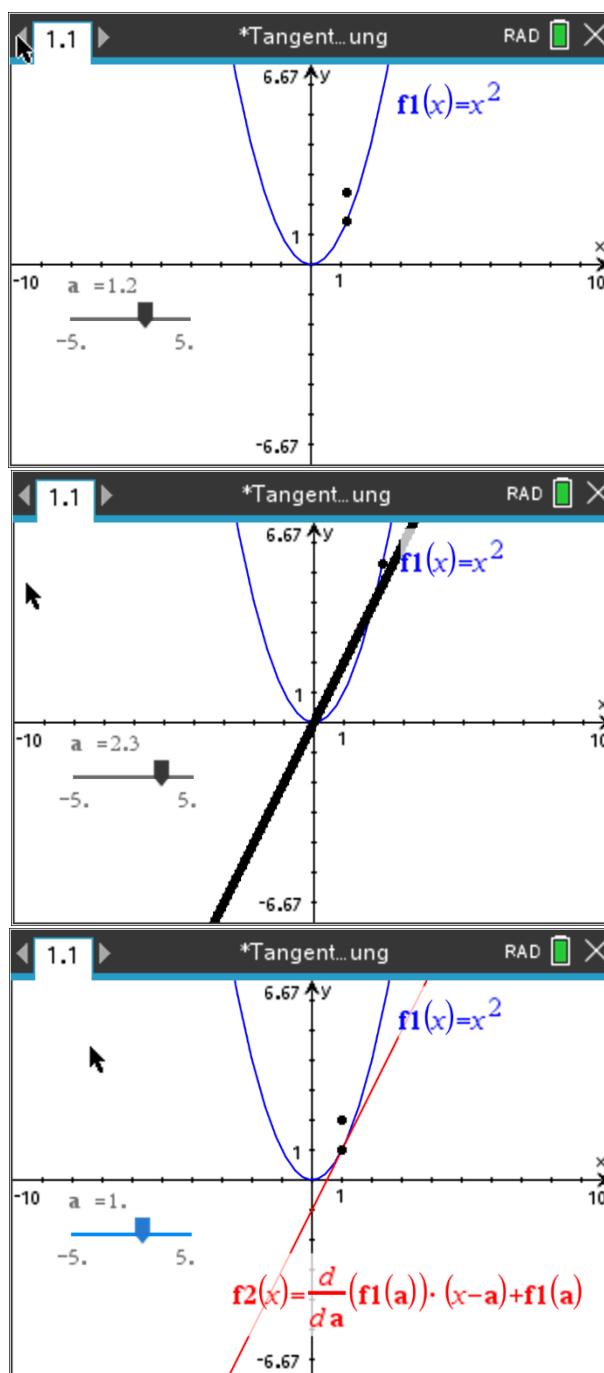 1.1 *Tangent…ung RAD
6.67 y
f1(x)=x²
1
x
-10 1 10
a =1.2
-5. 5.
-6.67
1.1 *Tangent…ung RAD
6.67 y
f1(x)=x²
1
x
-10 1 10
a =2.3
-5. 5.
-6.67
1.1 *Tangent…ung RAD
6.67 y
f1(x)=x²
1
x
-10 1 10
a =1.
-5. 5.
f2(x)=d/da(f1(a))·(x-a)+f1(a)
-6.67